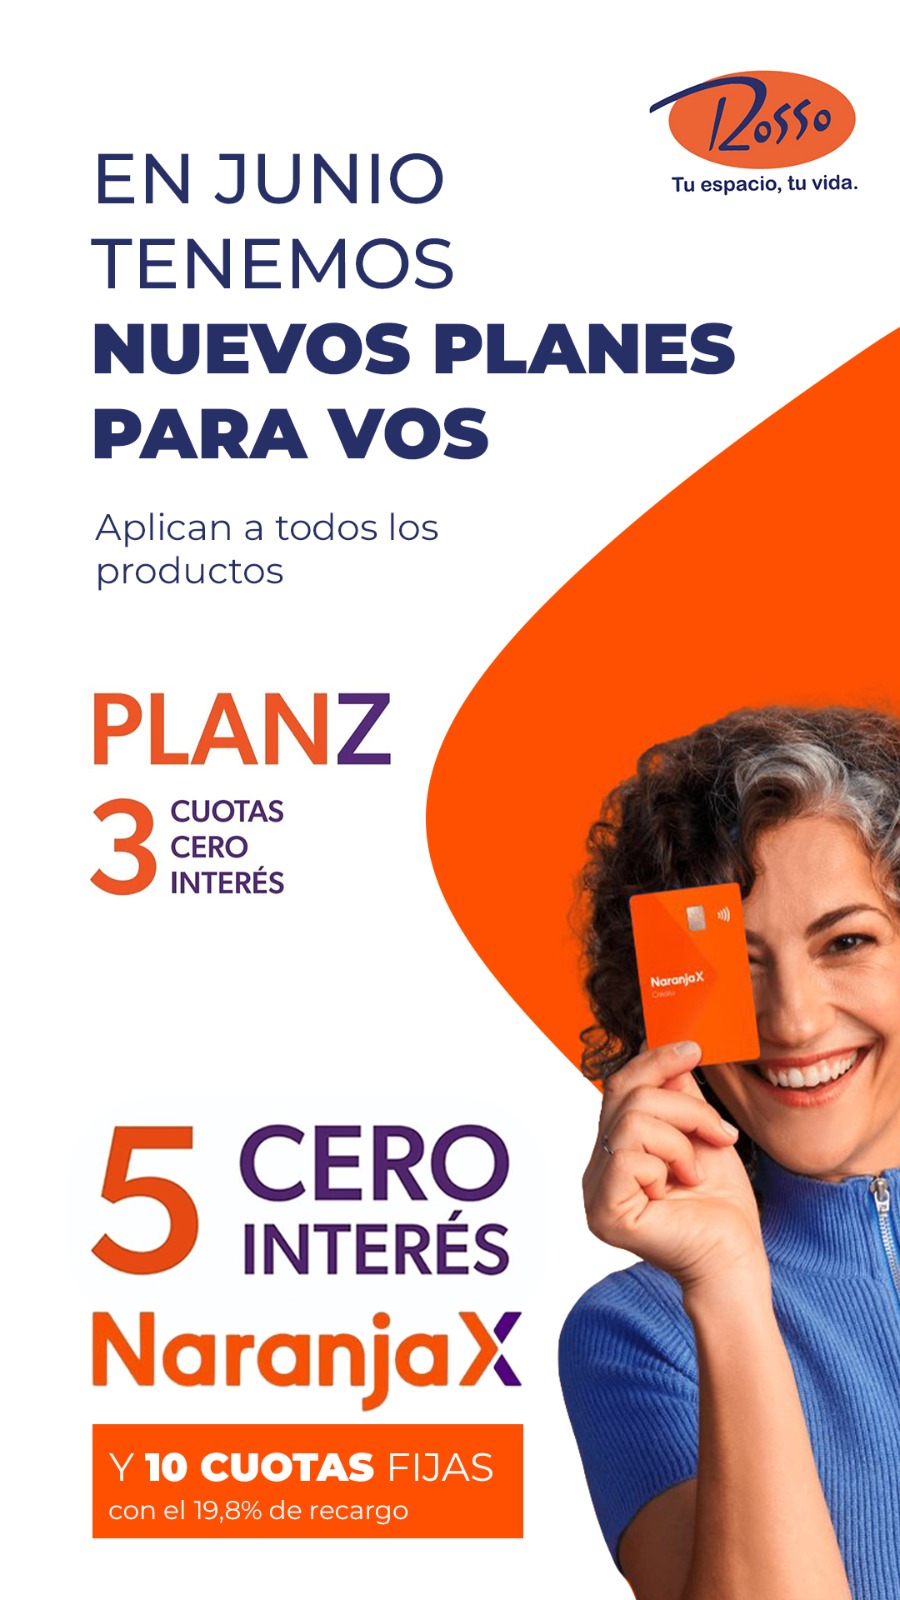 Rosso
Tu espacio, tu vida.
EN JUNIO
TENEMOS
NUEVOS PLANES
PARA VOS
Aplican a todos los
productos
PLANZ
3 CUOTAS
CERO
INTERÉS
NaranjaX
Crédito
5 CERO
INTERÉS
NaranjaX
Y 10 CUOTAS FIJAS
con el 19,8% de recargo